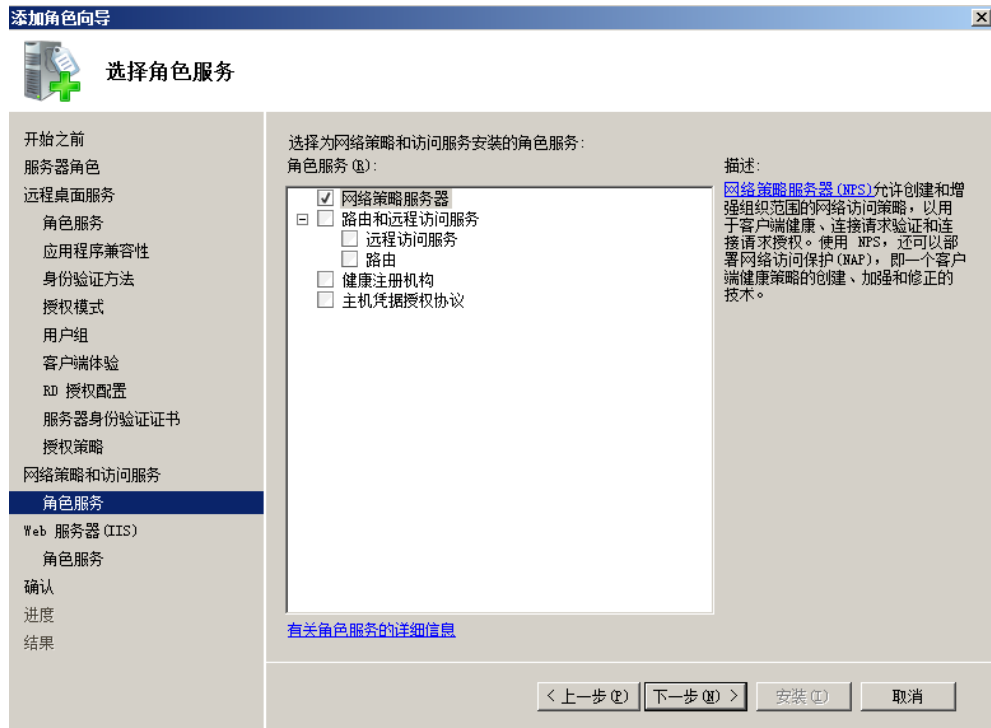 添加角色向导
选择角色服务
开始之前
服务器角色
远程桌面服务
角色服务
应用程序兼容性
身份验证方法
授权模式
用户组
客户端体验
RD 授权配置
服务器身份验证证书
授权策略
网络策略和访问服务
角色服务
Web 服务器(IIS)
角色服务
确认
进度
结果
选择为网络策略和访问服务安装的角色服务:
角色服务(R):
网络策略服务器
路由和远程访问服务
远程访问服务
路由
健康注册机构
主机凭据授权协议
有关角色服务的详细信息
描述:
网络策略服务器(NPS)允许创建和增
强组织范围的网络访问策略，以用
于客户端健康、连接请求验证和连
接请求授权。使用 NPS，还可以部
署网络访问保护(NAP)，即一个客户
端健康策略的创建、加强和修正的
技术。
< 上一步(P)
下一步(N) >
安装(I)
取消